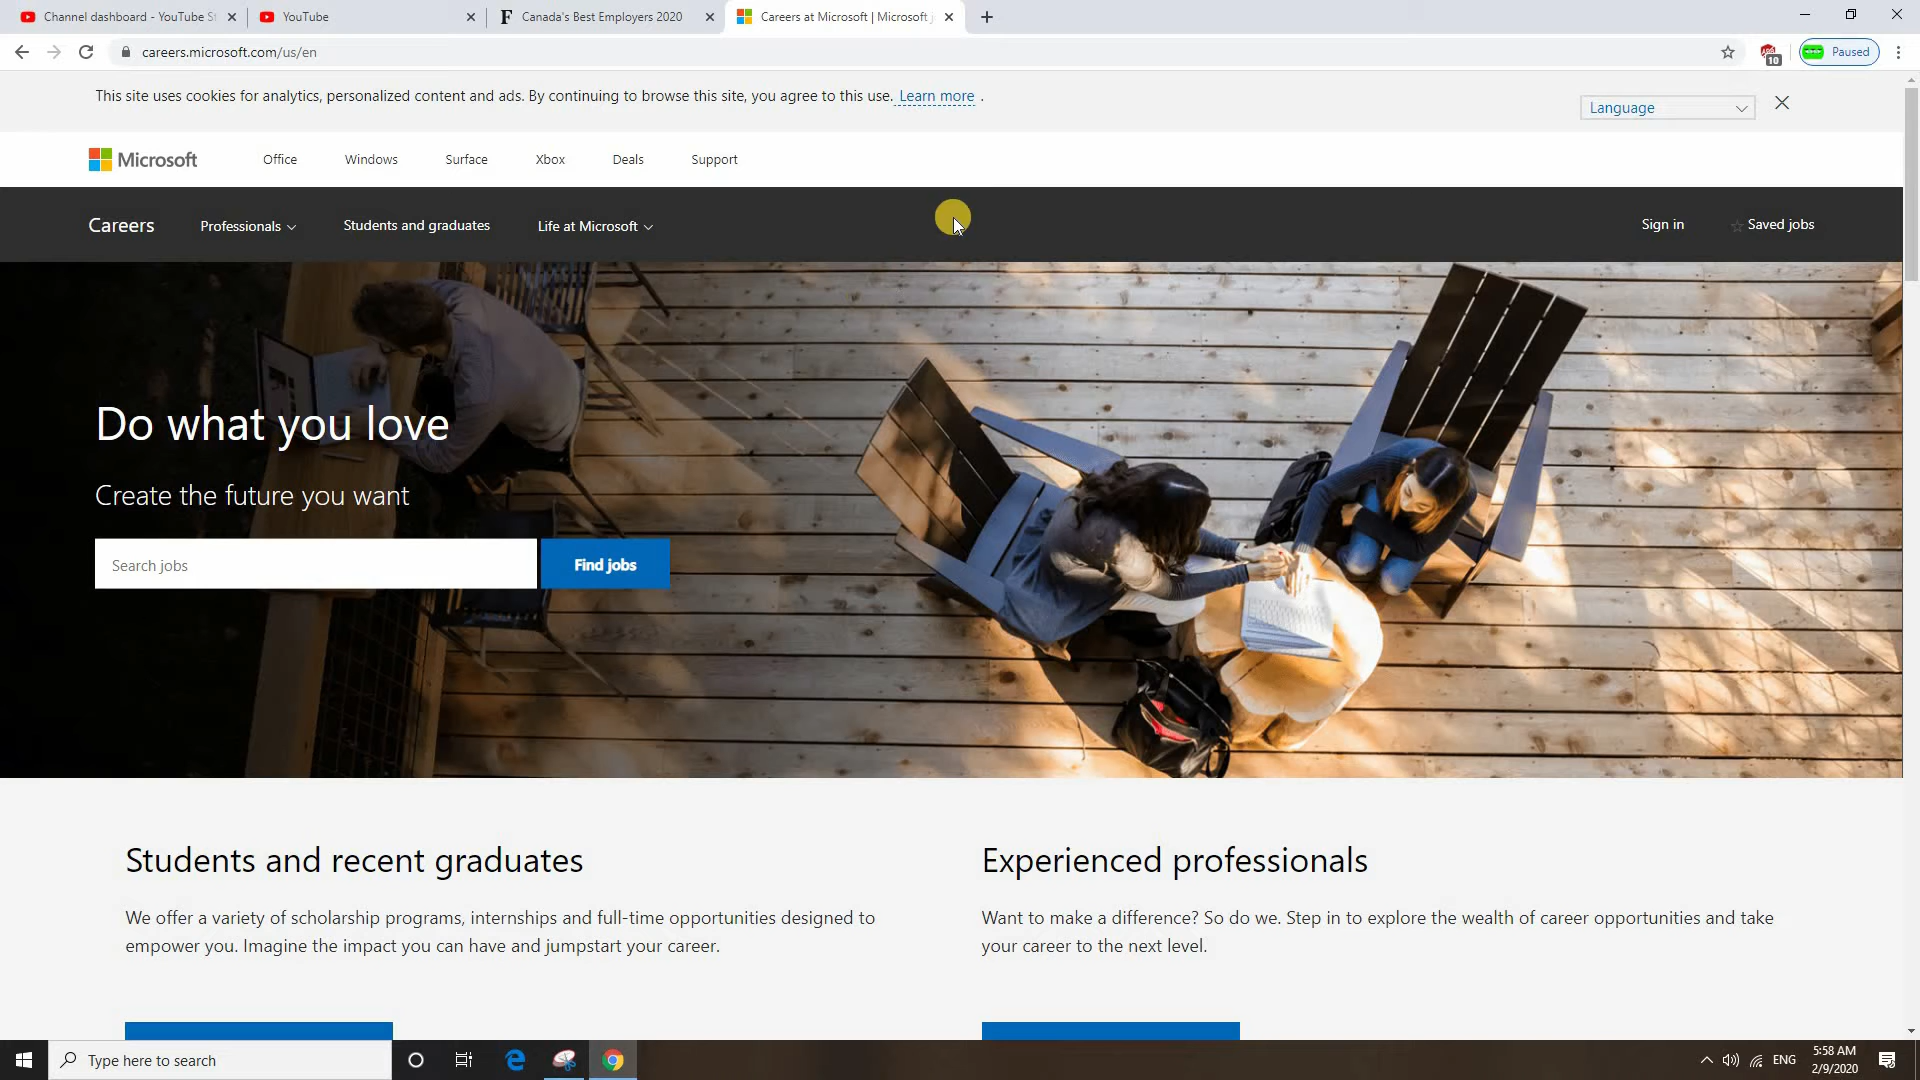 Channel dashboard - YouTube S
YouTube
F Canada's Best Employers 2020
Careers at Microsoft | Microsoft j
careers.microsoft.com/us/en
10
Paused
This site uses cookies for analytics, personalized content and ads. By continuing to browse this site, you agree to this use. Learn more .
Language
Microsoft
Office
Windows
Surface
Xbox
Deals
Support
Careers
Professionals
Students and graduates
Life at Microsoft
Sign in
Saved jobs
Do what you love
Create the future you want
Search jobs
Find jobs
Students and recent graduates
We offer a variety of scholarship programs, internships and full-time opportunities designed to
empower you. Imagine the impact you can have and jumpstart your career.
Experienced professionals
Want to make a difference? So do we. Step in to explore the wealth of career opportunities and take
your career to the next level.
Type here to search
ENG
5:58 AM
2/9/2020